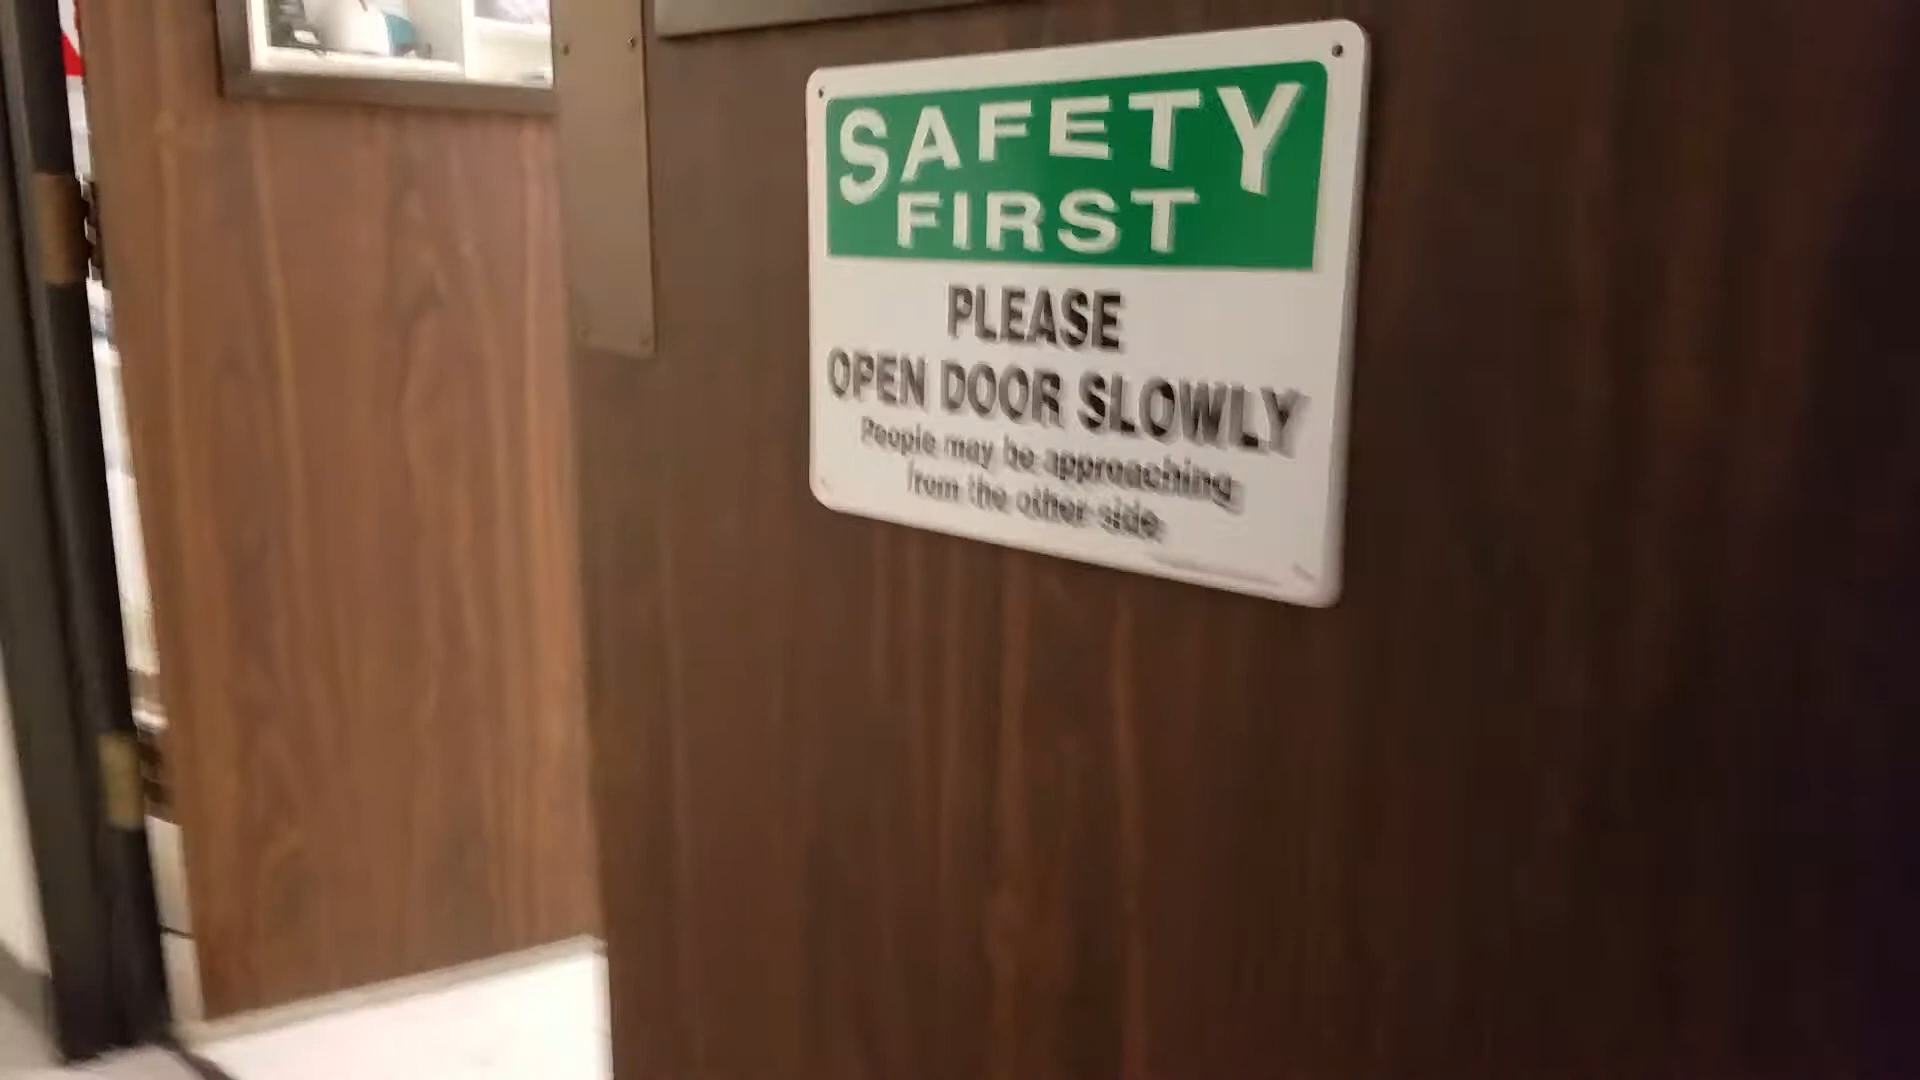 SAFETY
FIRST
PLEASE
OPEN DOOR SLOWLY
People may be approaching
from the other side.